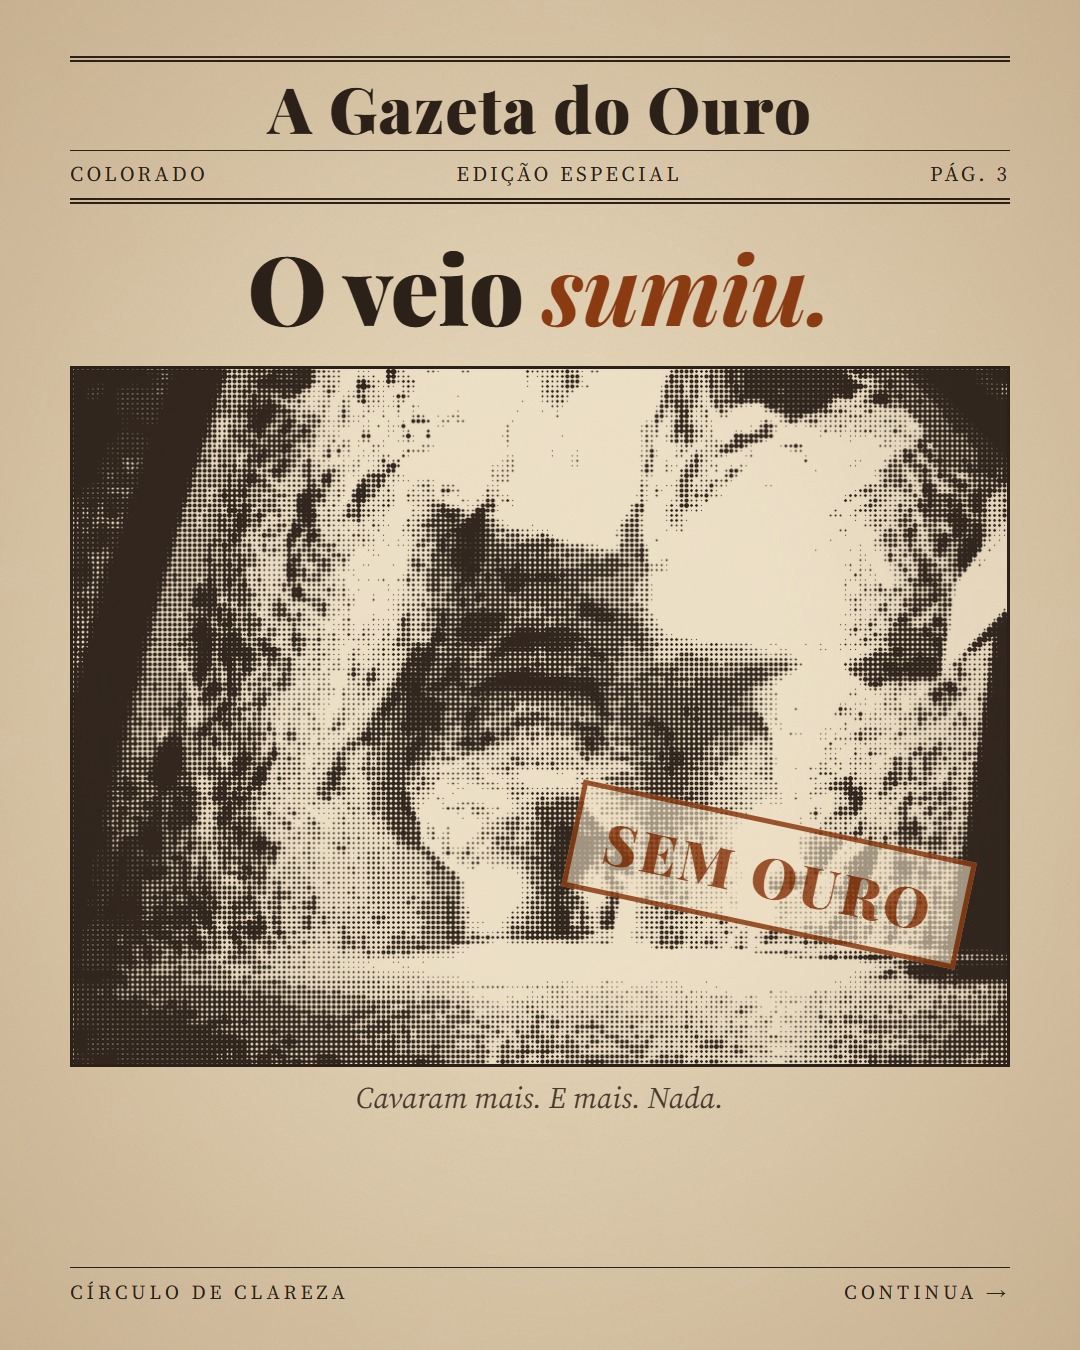 A Gazeta do Ouro
COLORADO EDIÇÃO ESPECIAL PÁG. 3
O veio sumiu.
SEM OURO
Cavaram mais. E mais. Nada.
CÍRCULO DE CLAREZA CONTINUA →